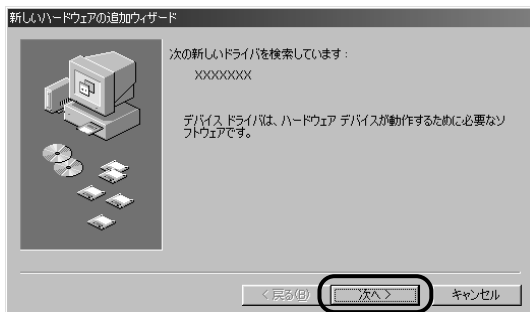 新しいハードウェアの追加ウィザード
次の新しいドライバを検索しています：
XXXXXXX
デバイス ドライバは、ハードウェア デバイスが動作するために必要なソ
フトウェアです。
< 戻る(B)
次へ >
キャンセル